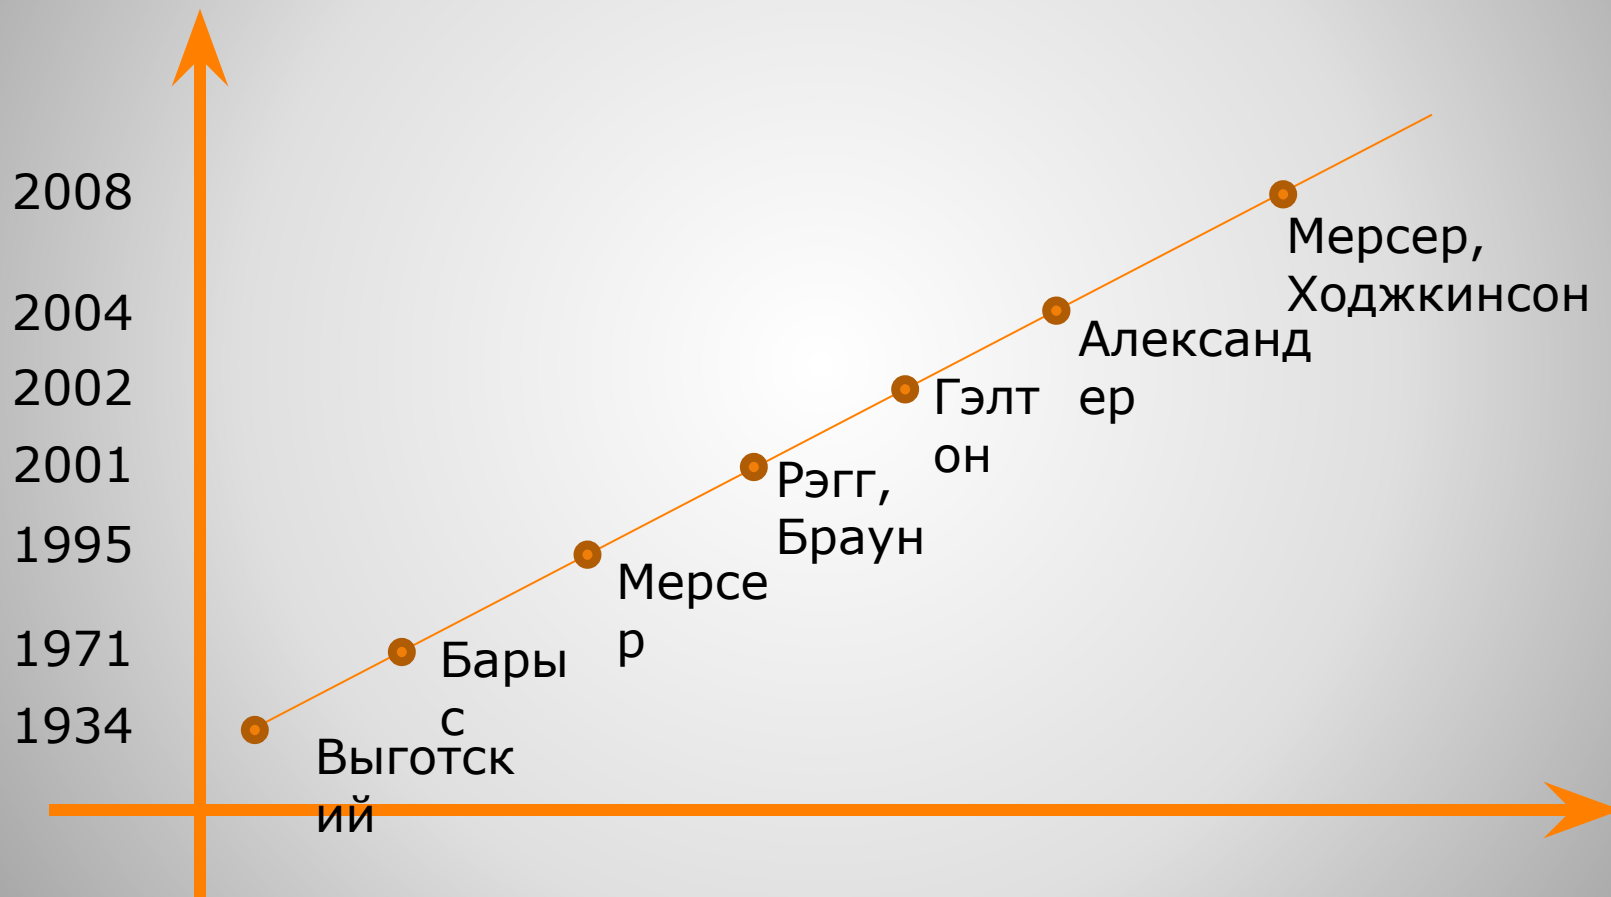 2008
2004
2002
2001
1995
1971
1934
Мерсер,
Ходжкинсон
Александ
ер
Гэлт
он
Рэгг,
Браун
Мерсе
р
Бары
с
Выготск
ий